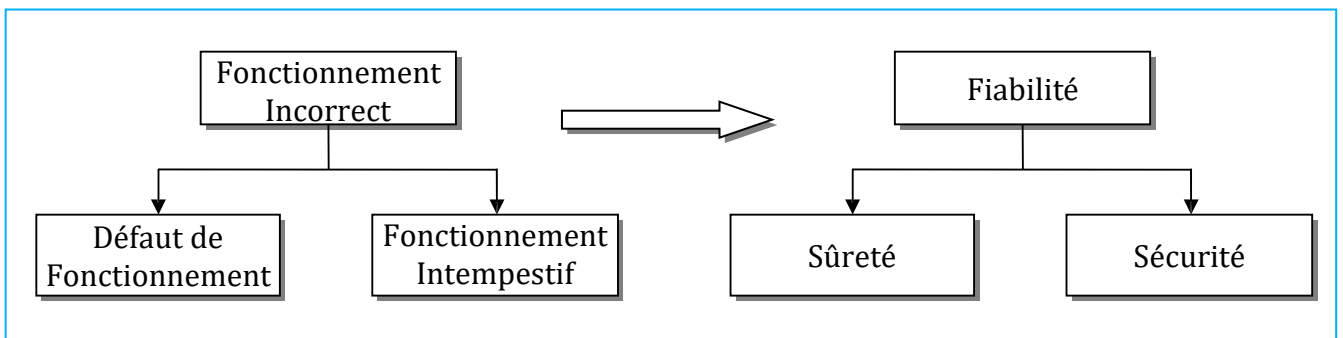 Fonctionnement
Incorrect
Fiabilité
Défaut de
Fonctionnement
Fonctionnement
Intempestif
Sûreté
Sécurité